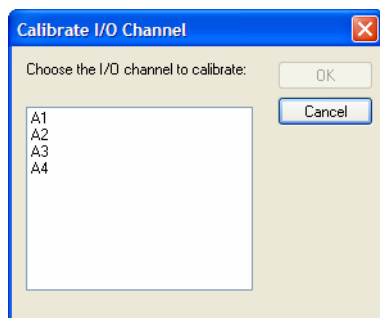 Calibrate I/O Channel
Choose the I/O channel to calibrate:
OK
Cancel
A1
A2
A3
A4